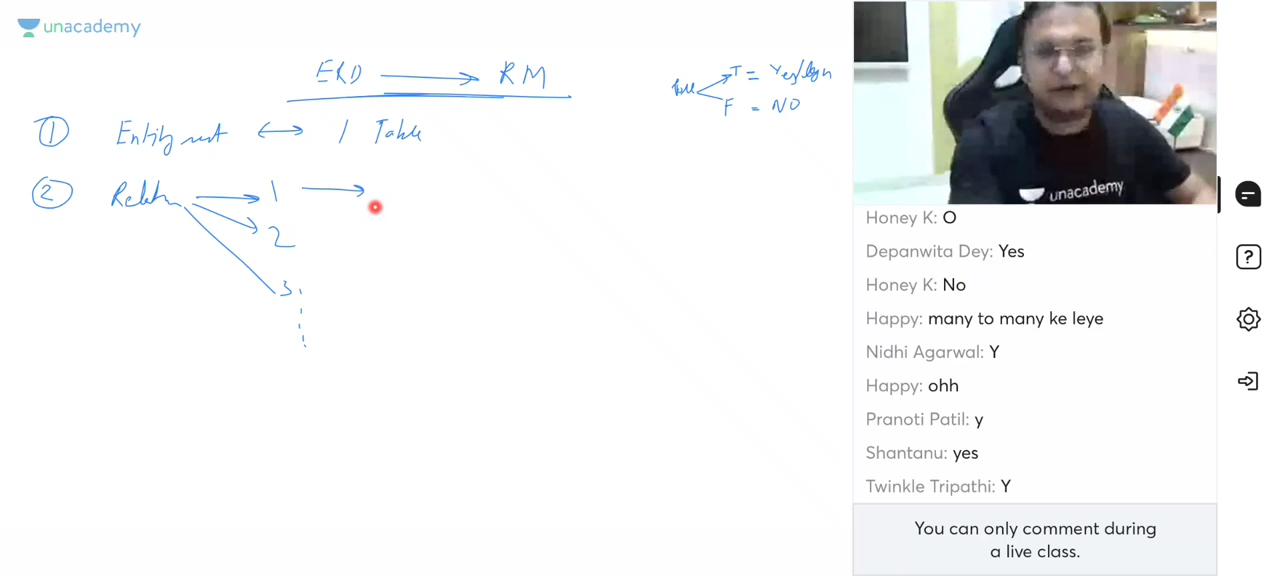 unacademy
ERD → RM
T = Yes/
F = NO
① Entity set ↔ 1 Table
② Relatn → 1 →
2
3
unacademy
Honey K: O
Depanwita Dey: Yes
Honey K: No
Happy: many to many ke leye
Nidhi Agarwal: Y
Happy: ohh
Pranoti Patil: y
Shantanu: yes
Twinkle Tripathi: Y
You can only comment during
a live class.